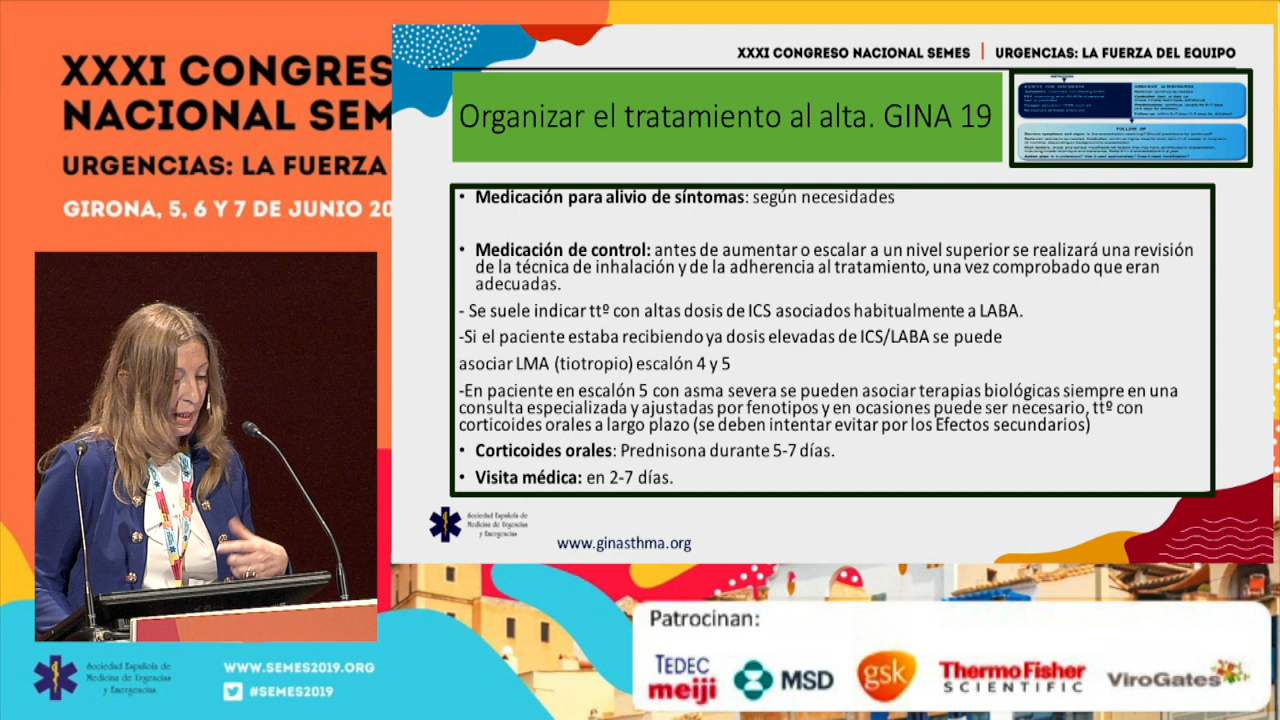 XXXI CONGRES
NACIONAL SEM
URGENCIAS: LA FUERZA
GIRONA, 5, 6 Y 7 DE JUNIO 20
XXXI CONGRESO NACIONAL SEMES | URGENCIAS: LA FUERZA DEL EQUIPO
Organizar el tratamiento al alta. GINA 19
FOLLOW UP
• Medicación para alivio de síntomas: según necesidades
• Medicación de control: antes de aumentar o escalar a un nivel superior se realizará una revisión
de la técnica de inhalación y de la adherencia al tratamiento, una vez comprobado que eran
adecuadas.
- Se suele indicar ttº con altas dosis de ICS asociados habitualmente a LABA.
-Si el paciente estaba recibiendo ya dosis elevadas de ICS/LABA se puede
asociar LMA (tiotropio) escalón 4 y 5
-En paciente en escalón 5 con asma severa se pueden asociar terapias biológicas siempre en una
consulta especializada y ajustadas por fenotipos y en ocasiones puede ser necesario, ttº con
corticoides orales a largo plazo (se deben intentar evitar por los Efectos secundarios)
• Corticoides orales: Prednisona durante 5-7 días.
• Visita médica: en 2-7 días.
Sociedad Española de
Medicina de Urgencias
y Emergencias
www.ginasthma.org
Patrocinan:
TEDEC
meiji
MSD
gsk
ThermoFisher
SCIENTIFIC
ViroGates
Sociedad Española de
Medicina de Urgencias
y Emergencias
WWW.SEMES2019.ORG
#SEMES2019